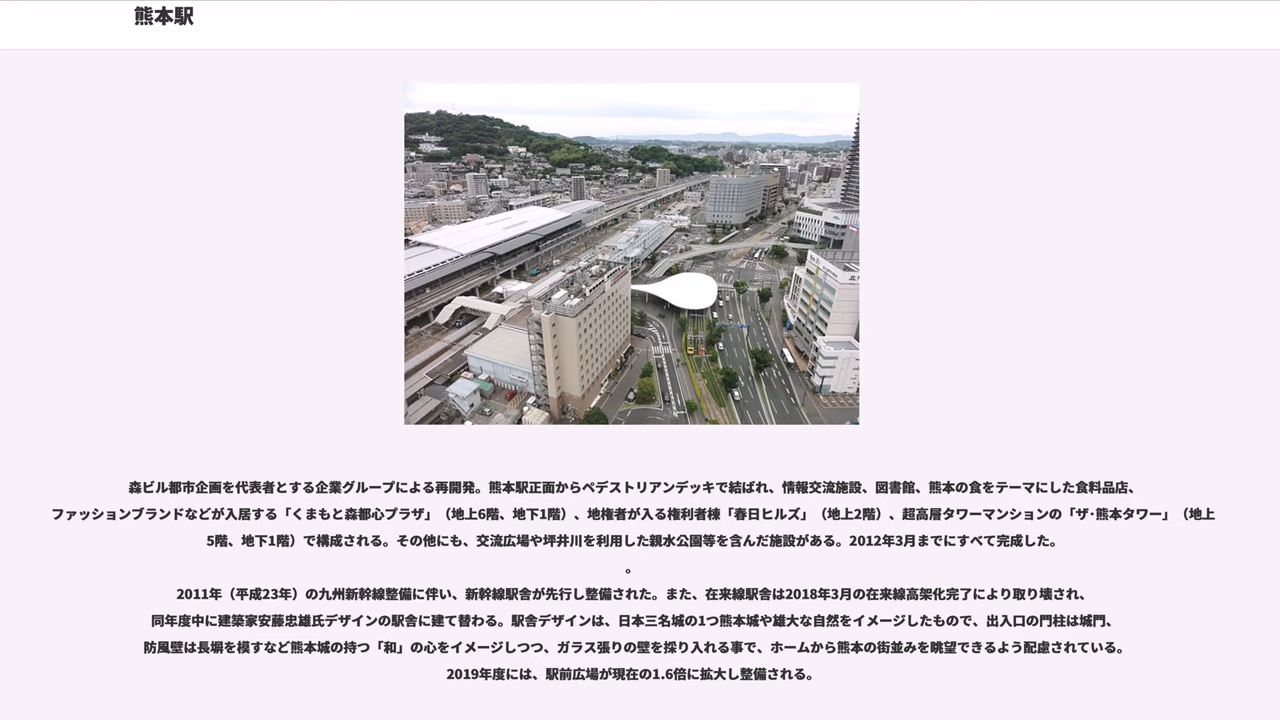 熊本駅
森ビル都市企画を代表者とする企業グループによる再開発。熊本駅正面からペデストリアンデッキで結ばれ、情報交流施設、図書館、熊本の食をテーマにした食料品店、
ファッションブランドなどが入居する「くまもと森都心プラザ」（地上6階、地下1階）、地権者が入る権利者棟「春日ヒルズ」（地上2階）、超高層タワーマンションの「ザ･熊本タワー」（地上
5階、地下1階）で構成される。その他にも、交流広場や坪井川を利用した親水公園等を含んだ施設がある。2012年3月までにすべて完成した。
。
2011年（平成23年）の九州新幹線整備に伴い、新幹線駅舎が先行し整備された。また、在来線駅舎は2018年3月の在来線高架化完了により取り壊され、
同年度中に建築家安藤忠雄氏デザインの駅舎に建て替わる。駅舎デザインは、日本三名城の1つ熊本城や雄大な自然をイメージしたもので、出入口の門柱は城門、
防風壁は長塀を模すなど熊本城の持つ「和」の心をイメージしつつ、ガラス張りの壁を採り入れる事で、ホームから熊本の街並みを眺望できるよう配慮されている。
2019年度には、駅前広場が現在の1.6倍に拡大し整備される。